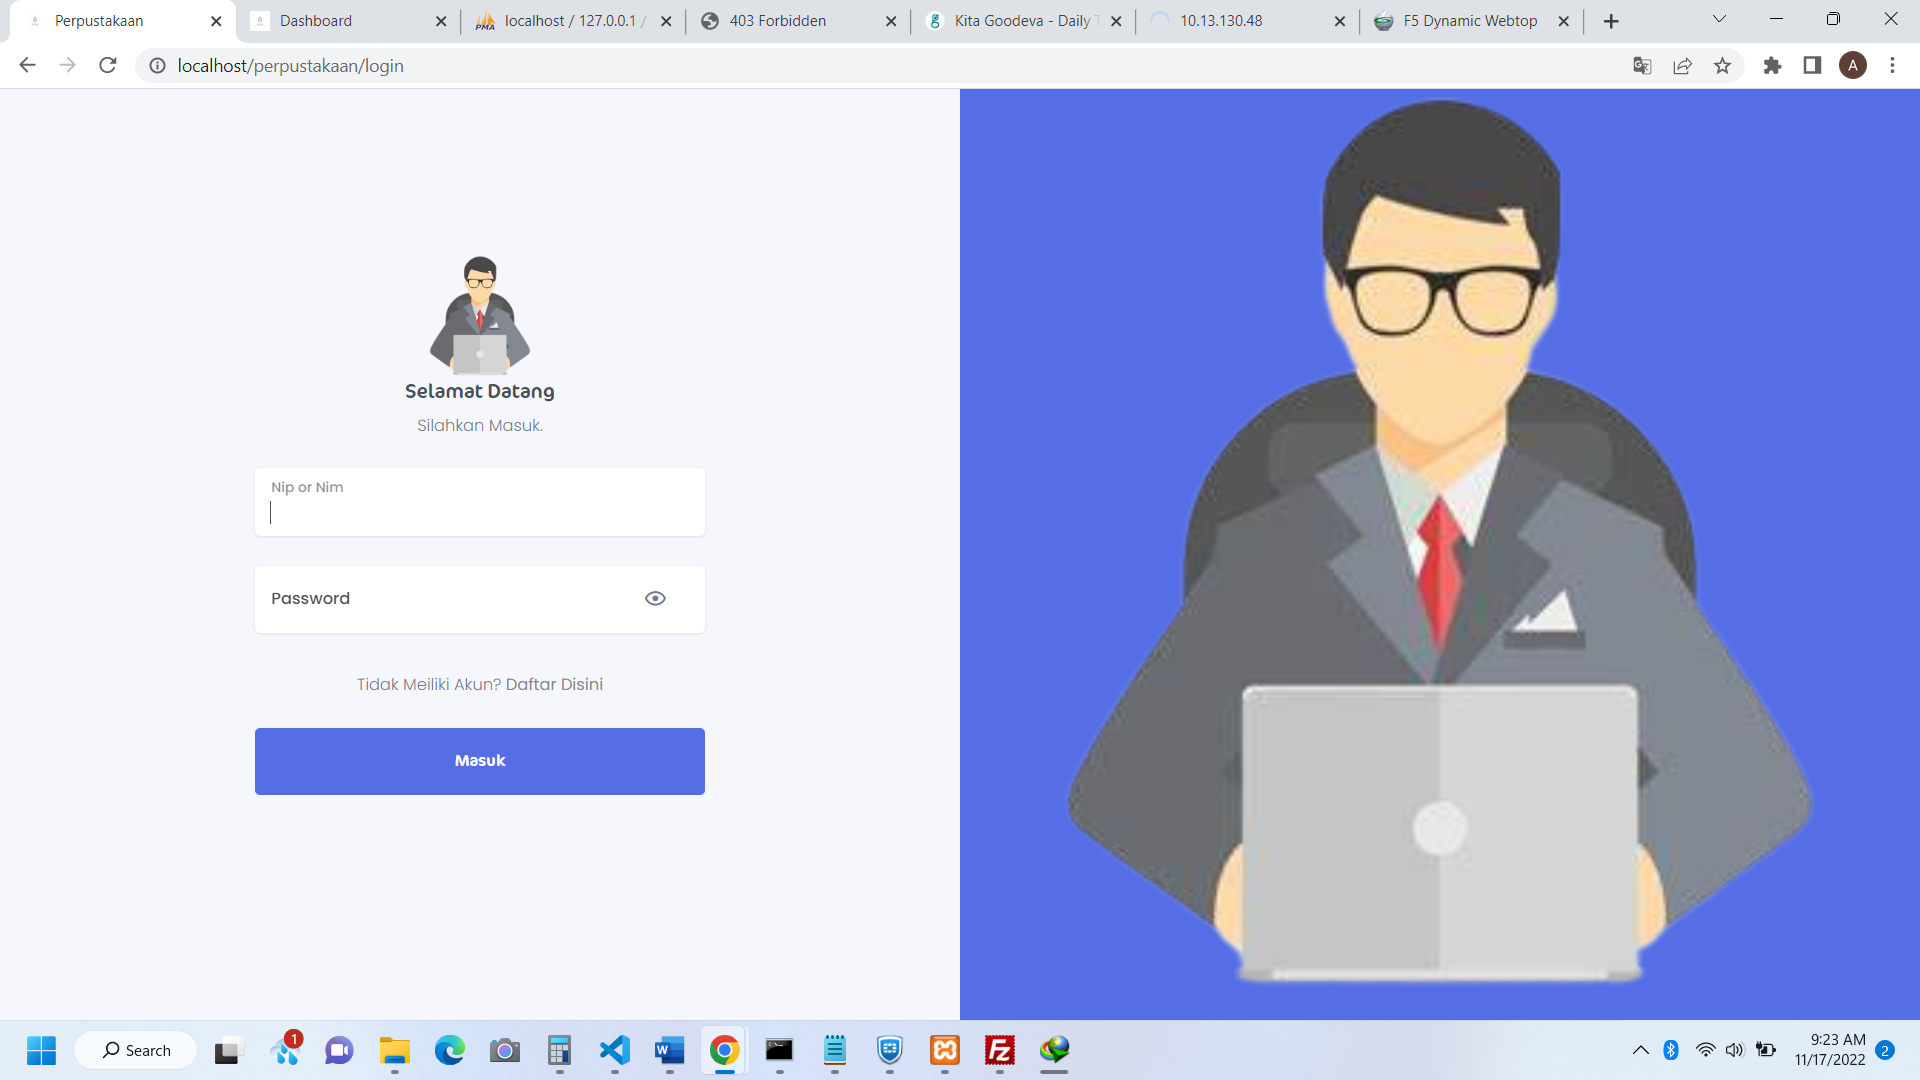 Perpustakaan
Dashboard
localhost / 127.0.0.1 /
403 Forbidden
Kita Goodeva - Daily T
10.13.130.48
F5 Dynamic Webtop
localhost/perpustakaan/login
A
Selamat Datang
Silahkan Masuk.
Nip or Nim
Password
Tidak Meiliki Akun? Daftar Disini
Masuk
Search
1
9:23 AM
11/17/2022
2